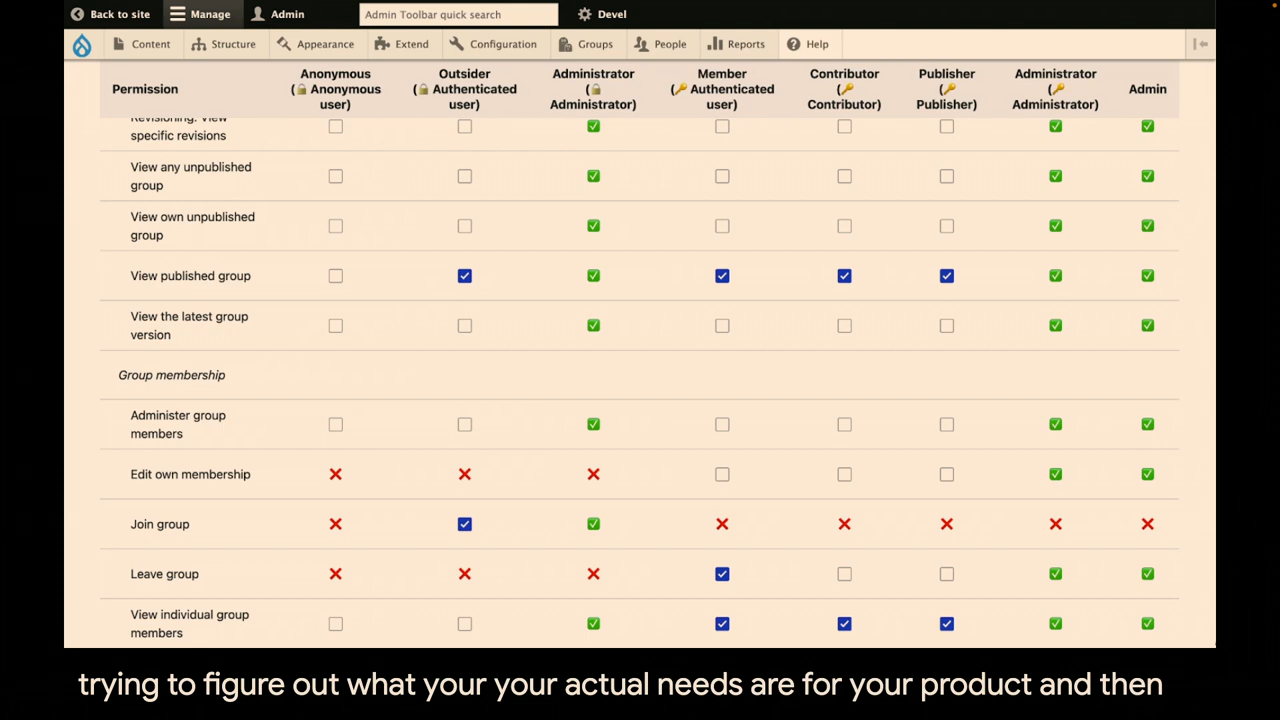 Back to site
Manage
Admin
Admin Toolbar quick search
Devel
Content
Structure
Appearance
Extend
Configuration
Groups
People
Reports
Help
Permission
Anonymous
(🔒 Anonymous
user)
Outsider
(🔒 Authenticated
user)
Administrator
(🔒
Administrator)
Member
(🔑 Authenticated
user)
Contributor
(🔑
Contributor)
Publisher
(🔑
Publisher)
Administrator
(🔑
Administrator)
Admin
Revisioning: View
specific revisions
View any unpublished
group
View own unpublished
group
View published group
View the latest group
version
Group membership
Administer group
members
Edit own membership
Join group
Leave group
View individual group
members
trying to figure out what your your actual needs are for your product and then